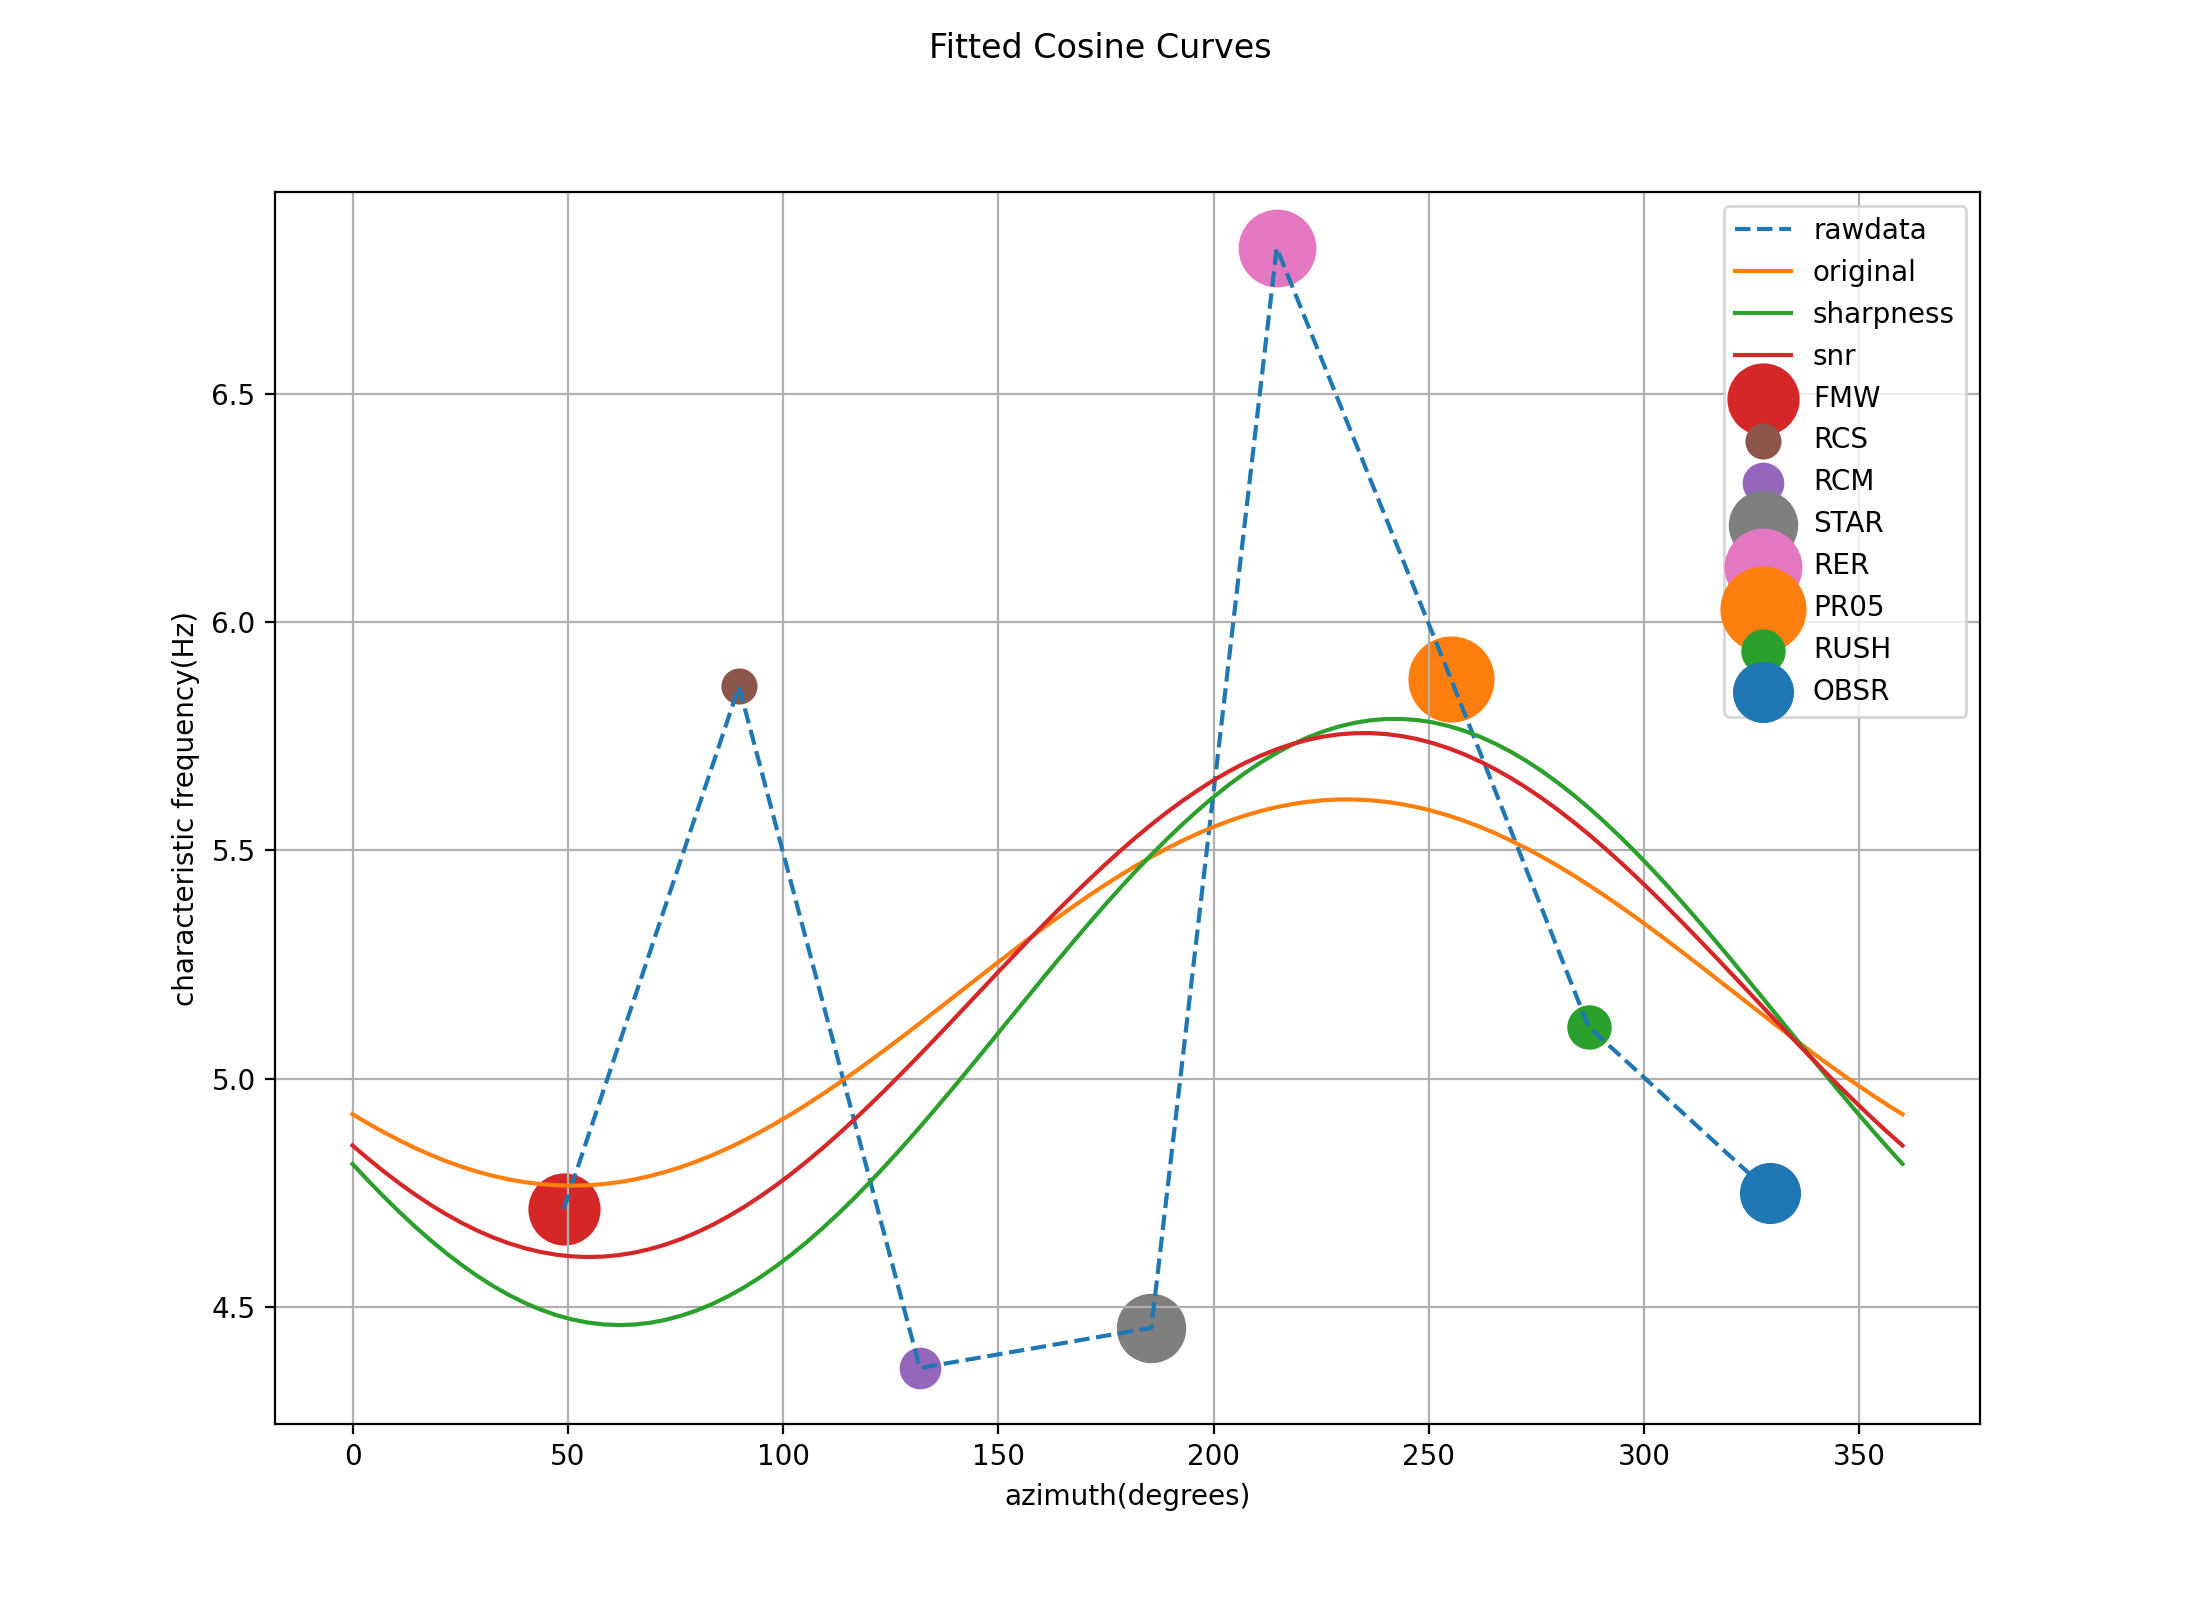 Fitted Cosine Curves
rawdata
original
sharpness
snr
FMW
RCS
RCM
STAR
RER
PR05
RUSH
OBSR
characteristic frequency(Hz)
6.5
6.0
5.5
5.0
4.5
0 50 100 150 200 250 300 350
azimuth(degrees)